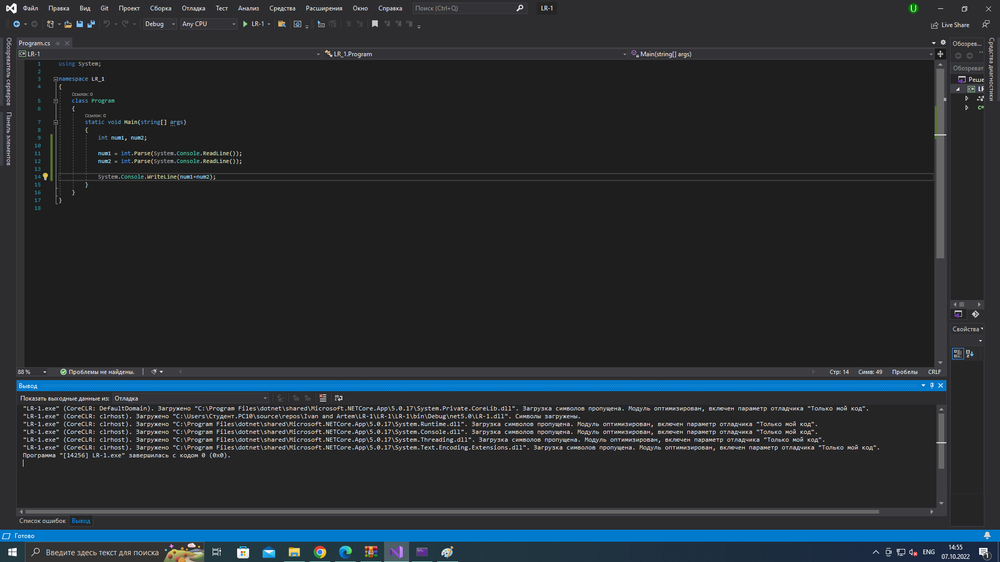 Файл Правка Вид Git Проект Сборка Отладка Тест Анализ Средства Расширения Окно Справка Поиск (Ctrl+Q) LR-1 U
Debug Any CPU LR-1 Live Share
Обозреватель серверов
Панель элементов
Program.cs
LR-1 LR_1.Program Main(string[] args)
1 using System;
2
3 namespace LR_1
4 {
Ссылок: 0
5 class Program
6 {
Ссылок: 0
7 static void Main(string[] args)
8 {
9 int num1, num2;
10
11 num1 = int.Parse(System.Console.ReadLine());
12 num2 = int.Parse(System.Console.ReadLine());
13
14 System.Console.WriteLine(num1+num2);
15 }
16 }
17 }
18
88 % Проблемы не найдены. Стр: 14 Симв: 49 Пробелы CRLF
Обозрев...
Обозреват
Реше
LR
Свойства
Средства диагностики
Вывод
Показать выходные данные из: Отладка
"LR-1.exe" (CoreCLR: DefaultDomain). Загружено "C:\Program Files\dotnet\shared\Microsoft.NETCore.App\5.0.17\System.Private.CoreLib.dll". Загрузка символов пропущена. Модуль оптимизирован, включен параметр отладчика "Только мой код".
"LR-1.exe" (CoreCLR: clrhost). Загружено "C:\Users\Студент.PC10\source\repos\Ivan and Artem\LR-1\LR-1\LR-1\bin\Debug\net5.0\LR-1.dll". Символы загружены.
"LR-1.exe" (CoreCLR: clrhost). Загружено "C:\Program Files\dotnet\shared\Microsoft.NETCore.App\5.0.17\System.Runtime.dll". Загрузка символов пропущена. Модуль оптимизирован, включен параметр отладчика "Только мой код".
"LR-1.exe" (CoreCLR: clrhost). Загружено "C:\Program Files\dotnet\shared\Microsoft.NETCore.App\5.0.17\System.Console.dll". Загрузка символов пропущена. Модуль оптимизирован, включен параметр отладчика "Только мой код".
"LR-1.exe" (CoreCLR: clrhost). Загружено "C:\Program Files\dotnet\shared\Microsoft.NETCore.App\5.0.17\System.Threading.dll". Загрузка символов пропущена. Модуль оптимизирован, включен параметр отладчика "Только мой код".
"LR-1.exe" (CoreCLR: clrhost). Загружено "C:\Program Files\dotnet\shared\Microsoft.NETCore.App\5.0.17\System.Text.Encoding.Extensions.dll". Загрузка символов пропущена. Модуль оптимизирован, включен параметр отладчика "Только мой код".
Программа "[14256] LR-1.exe" завершилась с кодом 0 (0x0).
Список ошибок Вывод
Готово
Введите здесь текст для поиска ENG 14:55
07.10.2022 1